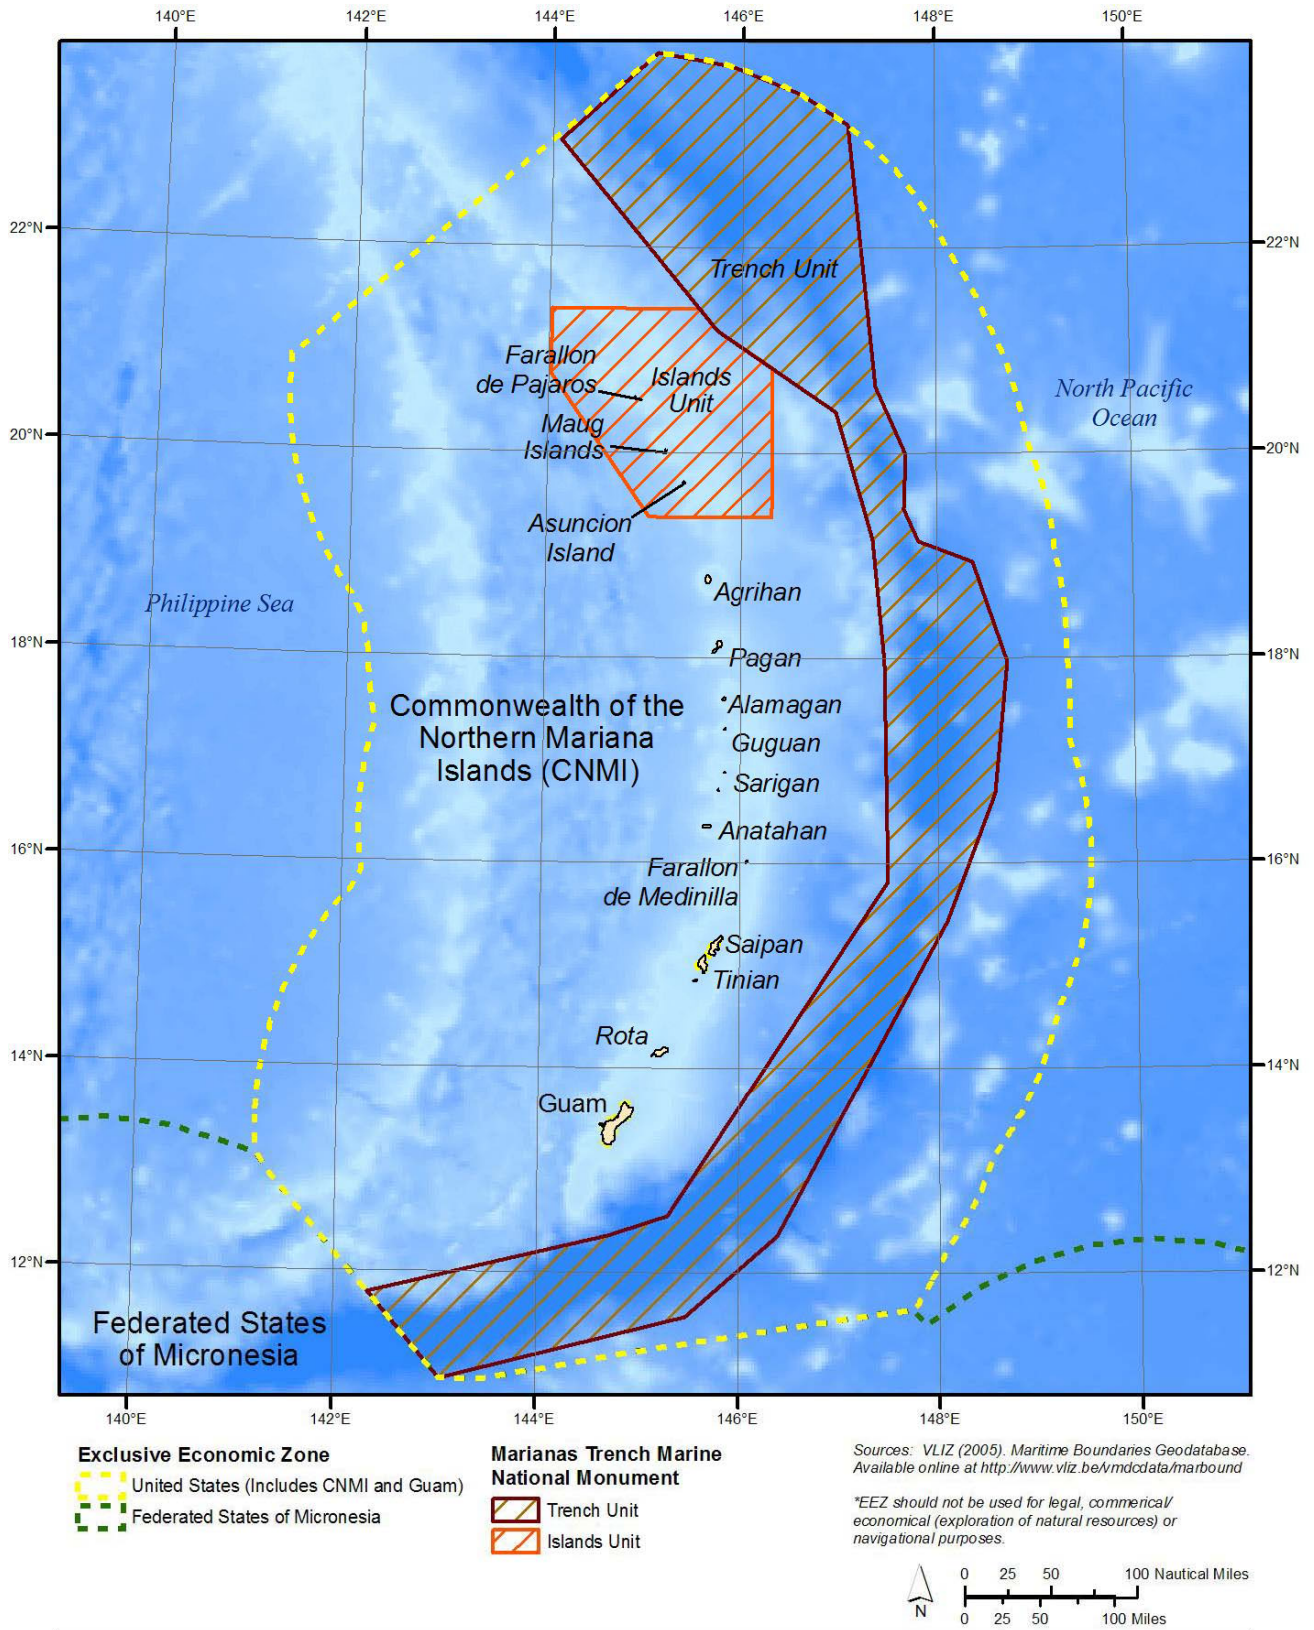 140°E 142°E 144°E 146°E 148°E 150°E
22°N 22°N
Trench Unit
Farallon
de Pajaros
Islands
Unit
North Pacific
Ocean
Maug
Islands
20°N 20°N
Asuncion
Island
Agrihan
Philippine Sea
18°N 18°N
Pagan
Commonwealth of the
Northern Mariana
Islands (CNMI)
Alamagan
Guguan
Sarigan
Anatahan
16°N 16°N
Farallon
de Medinilla
Saipan
Tinian
Rota
14°N 14°N
Guam
12°N 12°N
Federated States
of Micronesia
140°E 142°E 144°E 146°E 148°E 150°E
Exclusive Economic Zone
United States (Includes CNMI and Guam)
Federated States of Micronesia
Marianas Trench Marine
National Monument
Trench Unit
Islands Unit
Sources: VLIZ (2005). Maritime Boundaries Geodatabase.
Available online at http://www.vliz.be/vmdcdata/marbound
*EEZ should not be used for legal, commerical/
economical (exploration of natural resources) or
navigational purposes.
N
0 25 50 100 Nautical Miles
0 25 50 100 Miles